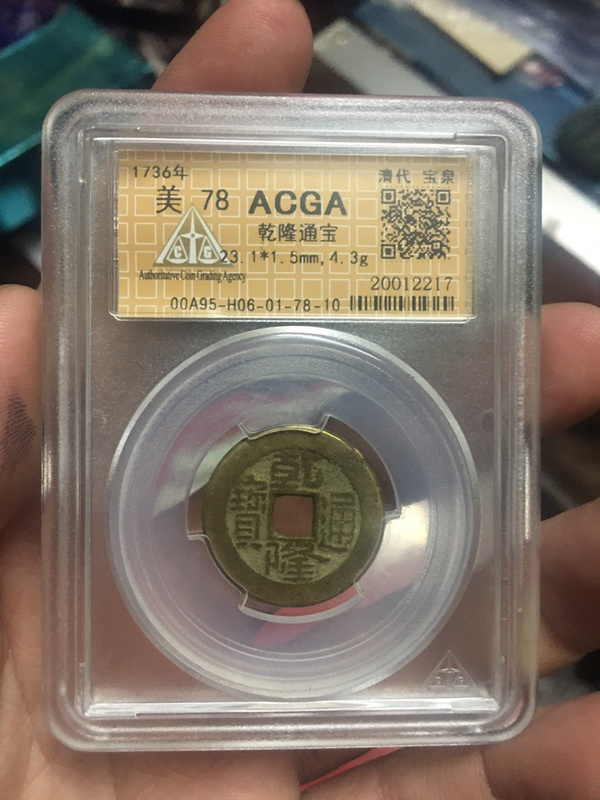 1736年 清代 宝泉
美 78 ACGA
乾隆通宝
23.1*1.5mm, 4.3g
Authoritative Coin Grading Agency
20012217
00A95-H06-01-78-10
乾隆通寶